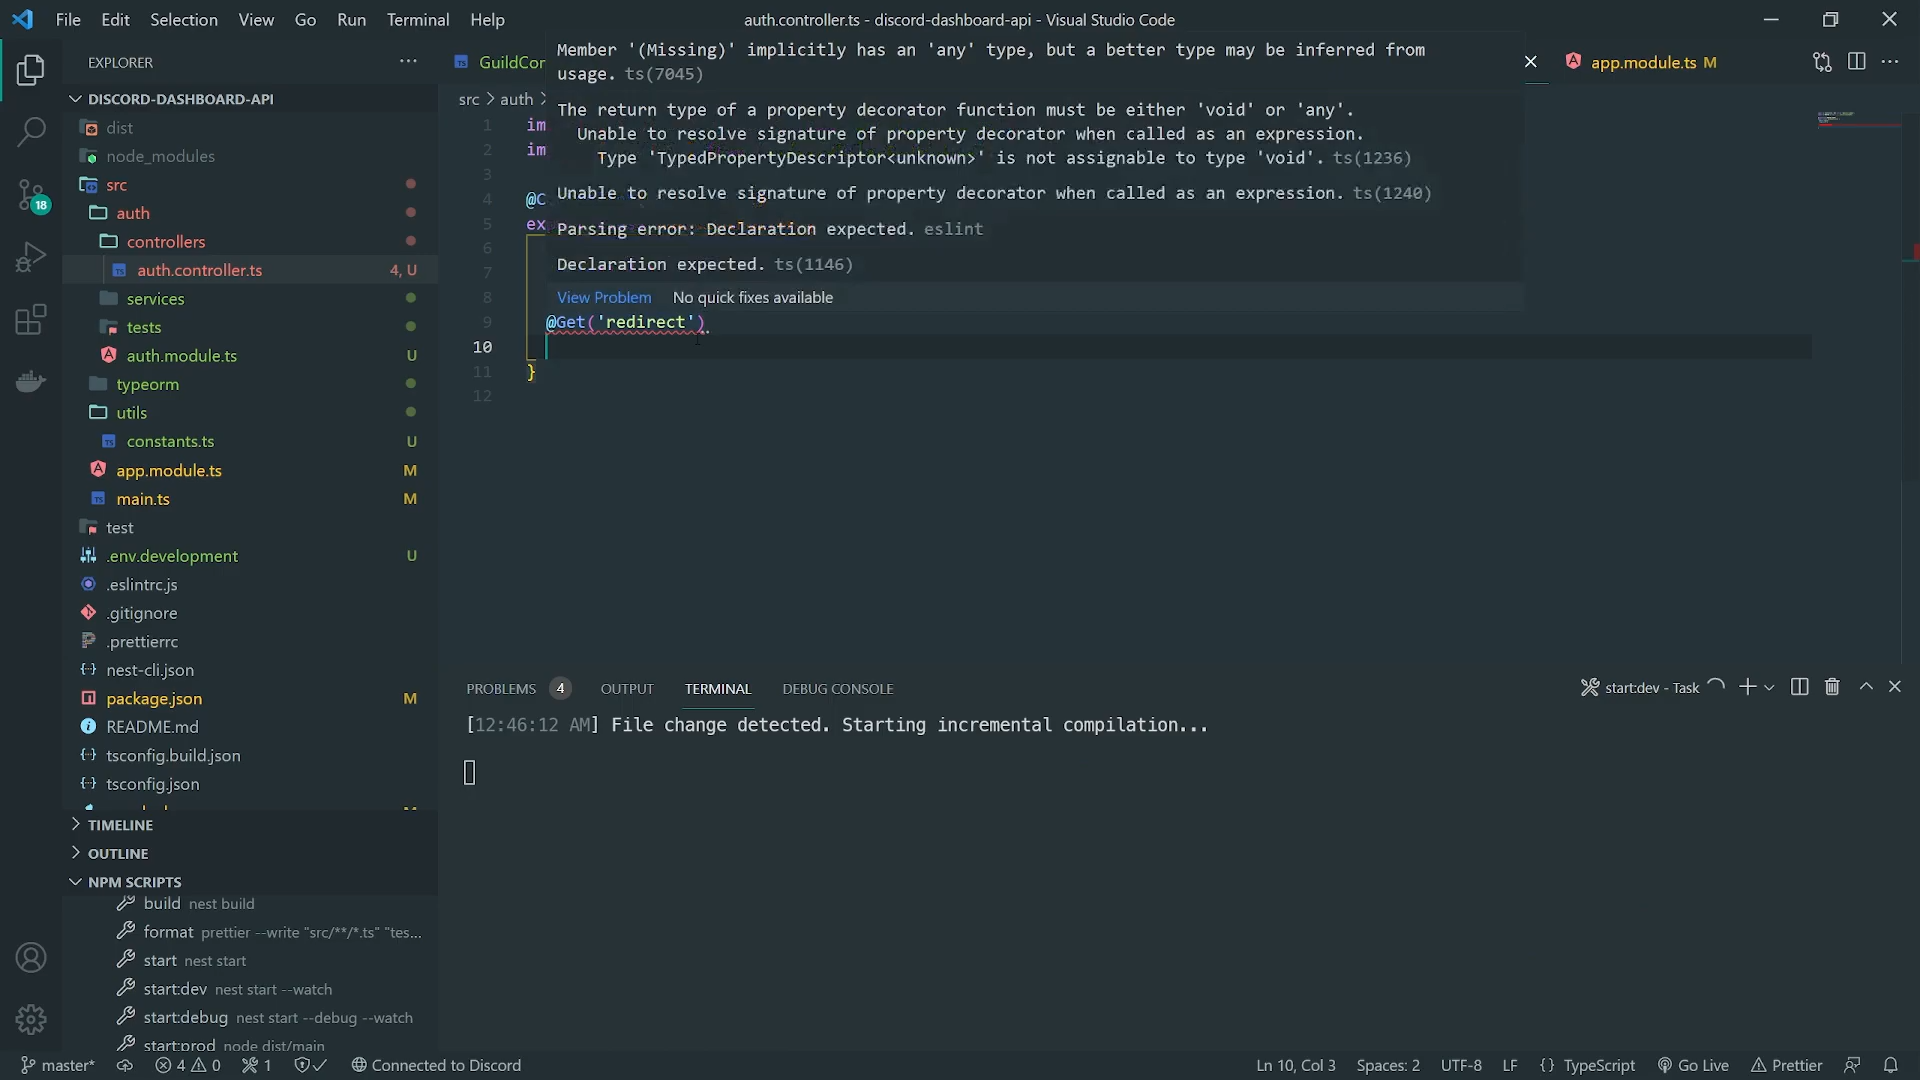 File Edit Selection View Go Run Terminal Help
auth.controller.ts - discord-dashboard-api - Visual Studio Code
EXPLORER
DISCORD-DASHBOARD-API
dist
node_modules
src
auth
controllers
auth.controller.ts 4, U
services
tests
auth.module.ts U
typeorm
utils
constants.ts U
app.module.ts M
main.ts M
test
.env.development U
.eslintrc.js
.gitignore
.prettierrc
nest-cli.json
package.json M
README.md
tsconfig.build.json
tsconfig.json
TIMELINE
OUTLINE
NPM SCRIPTS
build nest build
format prettier --write "src/**/*.ts" "tes...
start nest start
start:dev nest start --watch
start:debug nest start --debug --watch
start:prod node dist/main
18
GuildCon
app.module.ts M
src > auth >
Member '(Missing)' implicitly has an 'any' type, but a better type may be inferred from
usage. ts(7045)
The return type of a property decorator function must be either 'void' or 'any'.
Unable to resolve signature of property decorator when called as an expression.
Type 'TypedPropertyDescriptor<unknown>' is not assignable to type 'void'. ts(1236)
Unable to resolve signature of property decorator when called as an expression. ts(1240)
Parsing error: Declaration expected. eslint
Declaration expected. ts(1146)
View Problem No quick fixes available
1 im
2 im
3
4 @C
5 ex
6
7
8
9 @Get('redirect')
10
11 }
12
PROBLEMS 4 OUTPUT TERMINAL DEBUG CONSOLE
start:dev - Task
[12:46:12 AM] File change detected. Starting incremental compilation...
master* 4 0 1 Connected to Discord
Ln 10, Col 3 Spaces: 2 UTF-8 LF {} TypeScript Go Live Prettier